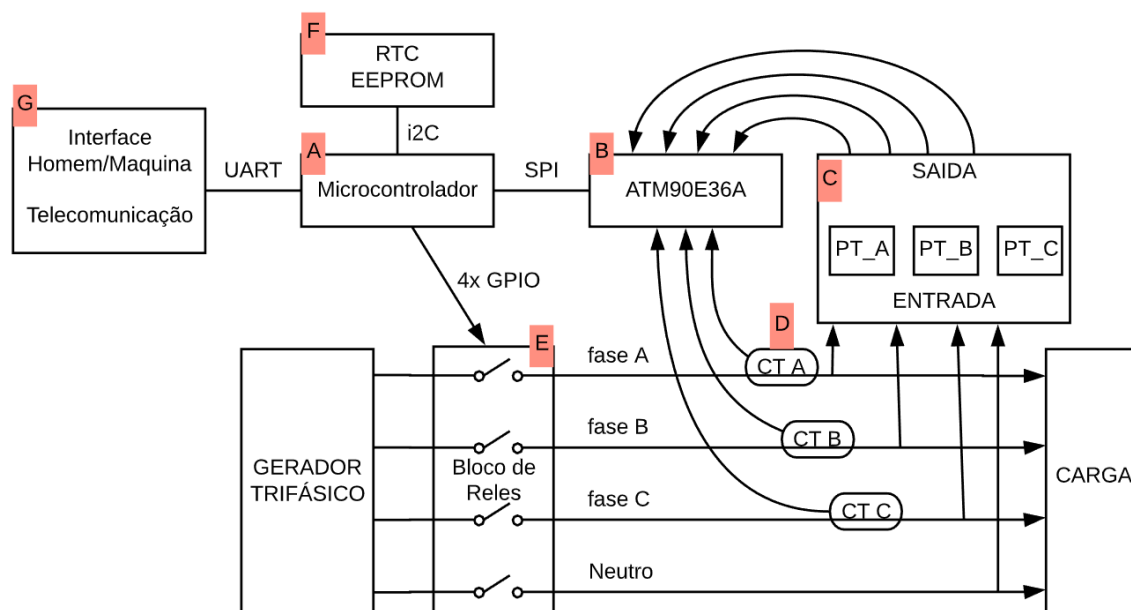 F
RTC
EEPROM
G
Interface
Homem/Maquina
Telecomunicação
UART
i2C
A
Microcontrolador
SPI
B
ATM90E36A
C
SAIDA
PT_A
PT_B
PT_C
ENTRADA
4x GPIO
D
E
fase A
CT A
fase B
CT B
GERADOR
TRIFÁSICO
Bloco de
Reles
fase C
CT C
CARGA
Neutro